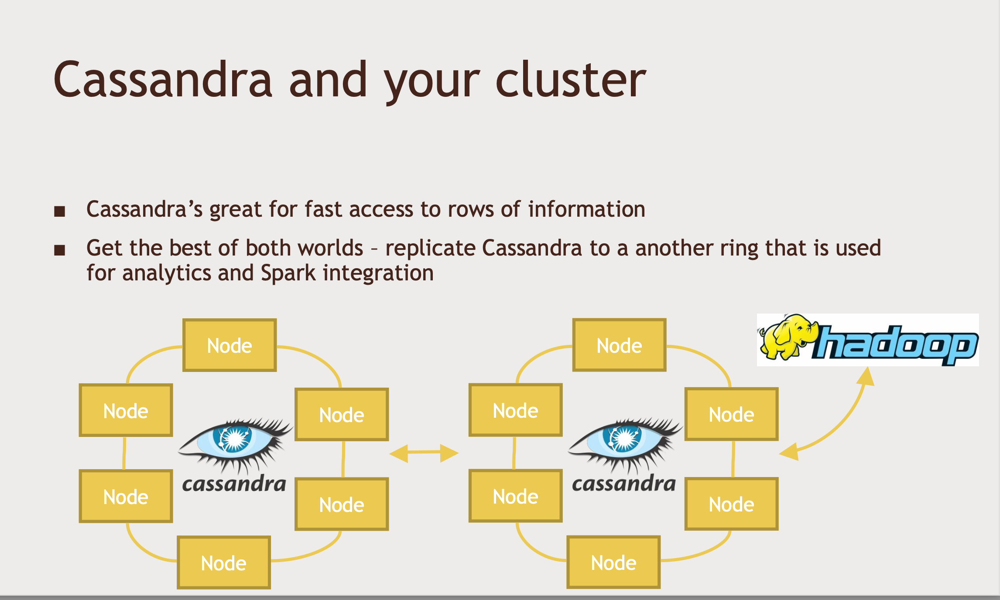 Cassandra and your cluster
■ Cassandra’s great for fast access to rows of information
■ Get the best of both worlds – replicate Cassandra to a another ring that is used
for analytics and Spark integration
Node
Node
Node
Node
Node
Node
cassandra
Node
Node
Node
Node
Node
Node
cassandra
hadoop